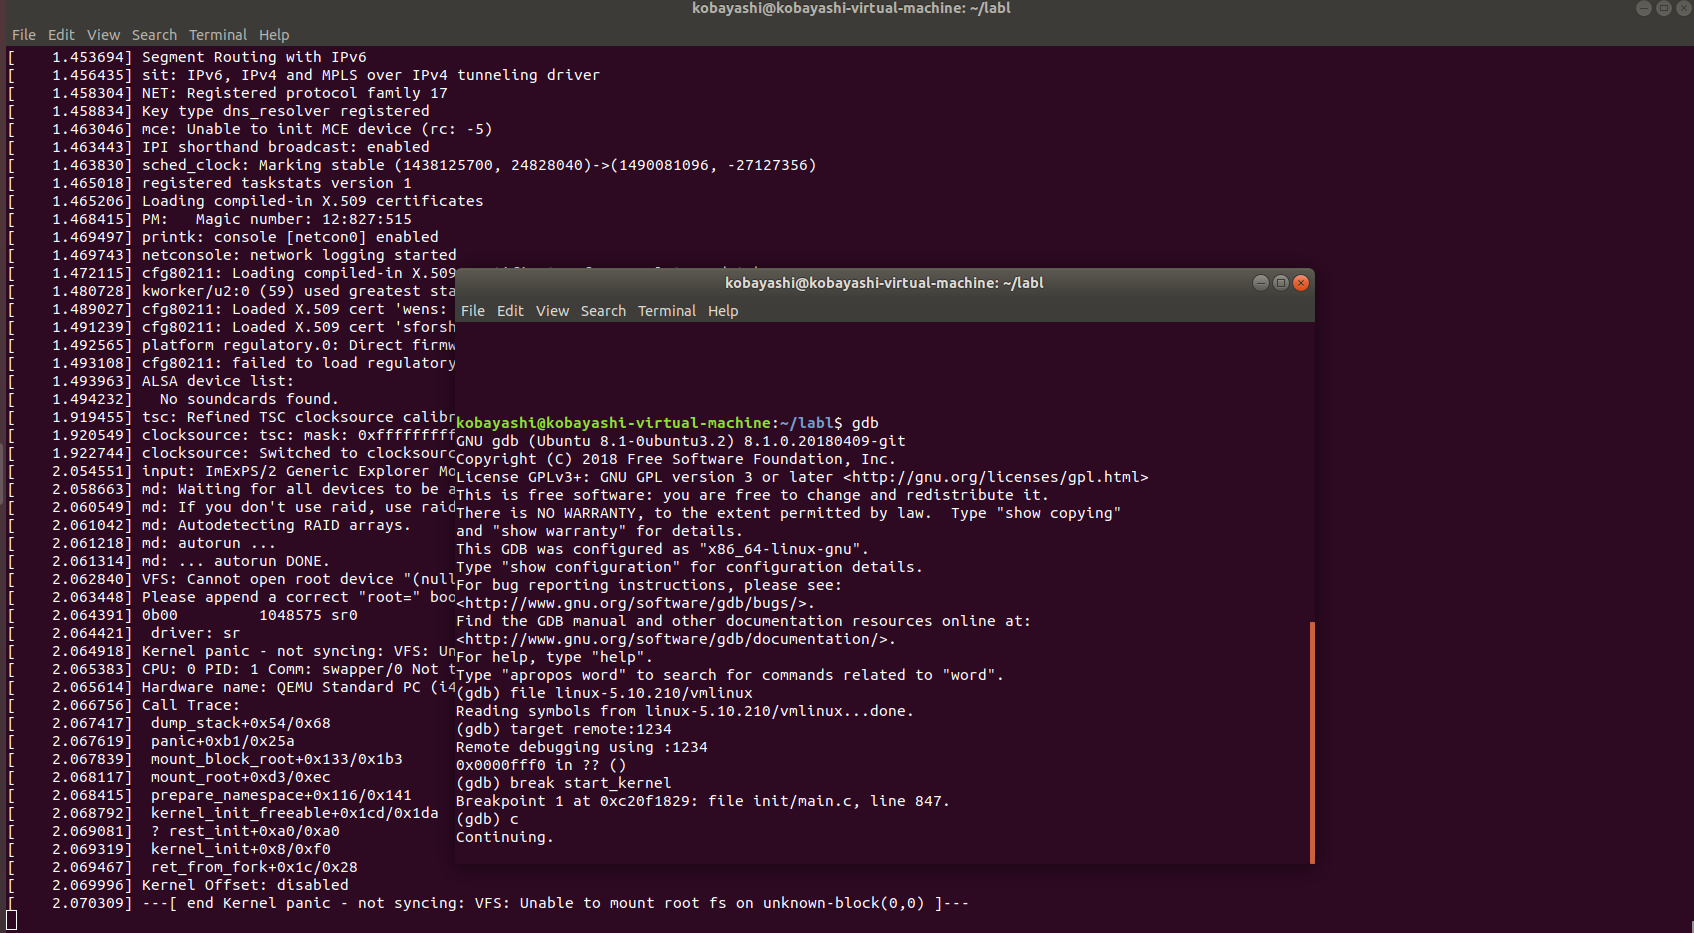 kobayashi@kobayashi-virtual-machine: ~/labl
File Edit View Search Terminal Help
[    1.453694] Segment Routing with IPv6
[    1.456435] sit: IPv6, IPv4 and MPLS over IPv4 tunneling driver
[    1.458304] NET: Registered protocol family 17
[    1.458834] Key type dns_resolver registered
[    1.463046] mce: Unable to init MCE device (rc: -5)
[    1.463443] IPI shorthand broadcast: enabled
[    1.463830] sched_clock: Marking stable (1438125700, 24828040)->(1490081096, -27127356)
[    1.465018] registered taskstats version 1
[    1.465206] Loading compiled-in X.509 certificates
[    1.468415] PM:   Magic number: 12:827:515
[    1.469497] printk: console [netcon0] enabled
[    1.469743] netconsole: network logging started
[    1.472115] cfg80211: Loading compiled-in X.509
[    1.480728] kworker/u2:0 (59) used greatest sta
[    1.489027] cfg80211: Loaded X.509 cert 'wens:
[    1.491239] cfg80211: Loaded X.509 cert 'sforsh
[    1.492565] platform regulatory.0: Direct firmw
[    1.493108] cfg80211: failed to load regulatory
[    1.493963] ALSA device list:
[    1.494232]   No soundcards found.
[    1.919455] tsc: Refined TSC clocksource calibr
[    1.920549] clocksource: tsc: mask: 0xfffffffff
[    1.922744] clocksource: Switched to clocksourc
[    2.054551] input: ImExPS/2 Generic Explorer Mo
[    2.058663] md: Waiting for all devices to be a
[    2.060549] md: If you don't use raid, use raid
[    2.061042] md: Autodetecting RAID arrays.
[    2.061218] md: autorun ...
[    2.061314] md: ... autorun DONE.
[    2.062840] VFS: Cannot open root device "(null
[    2.063448] Please append a correct "root=" boo
[    2.064391] 0b00         1048575 sr0
[    2.064421]  driver: sr
[    2.064918] Kernel panic - not syncing: VFS: Un
[    2.065383] CPU: 0 PID: 1 Comm: swapper/0 Not t
[    2.065614] Hardware name: QEMU Standard PC (i4
[    2.066756] Call Trace:
[    2.067417]  dump_stack+0x54/0x68
[    2.067619]  panic+0xb1/0x25a
[    2.067839]  mount_block_root+0x133/0x1b3
[    2.068117]  mount_root+0xd3/0xec
[    2.068415]  prepare_namespace+0x116/0x141
[    2.068792]  kernel_init_freeable+0x1cd/0x1da
[    2.069081]  ? rest_init+0xa0/0xa0
[    2.069319]  kernel_init+0x8/0xf0
[    2.069467]  ret_from_fork+0x1c/0x28
[    2.069996] Kernel Offset: disabled
[    2.070309] ---[ end Kernel panic - not syncing: VFS: Unable to mount root fs on unknown-block(0,0) ]---
kobayashi@kobayashi-virtual-machine: ~/labl
File Edit View Search Terminal Help
kobayashi@kobayashi-virtual-machine:~/labl$ gdb
GNU gdb (Ubuntu 8.1-0ubuntu3.2) 8.1.0.20180409-git
Copyright (C) 2018 Free Software Foundation, Inc.
License GPLv3+: GNU GPL version 3 or later <http://gnu.org/licenses/gpl.html>
This is free software: you are free to change and redistribute it.
There is NO WARRANTY, to the extent permitted by law.  Type "show copying"
and "show warranty" for details.
This GDB was configured as "x86_64-linux-gnu".
Type "show configuration" for configuration details.
For bug reporting instructions, please see:
<http://www.gnu.org/software/gdb/bugs/>.
Find the GDB manual and other documentation resources online at:
<http://www.gnu.org/software/gdb/documentation/>.
For help, type "help".
Type "apropos word" to search for commands related to "word".
(gdb) file linux-5.10.210/vmlinux
Reading symbols from linux-5.10.210/vmlinux...done.
(gdb) target remote:1234
Remote debugging using :1234
0x0000fff0 in ?? ()
(gdb) break start_kernel
Breakpoint 1 at 0xc20f1829: file init/main.c, line 847.
(gdb) c
Continuing.